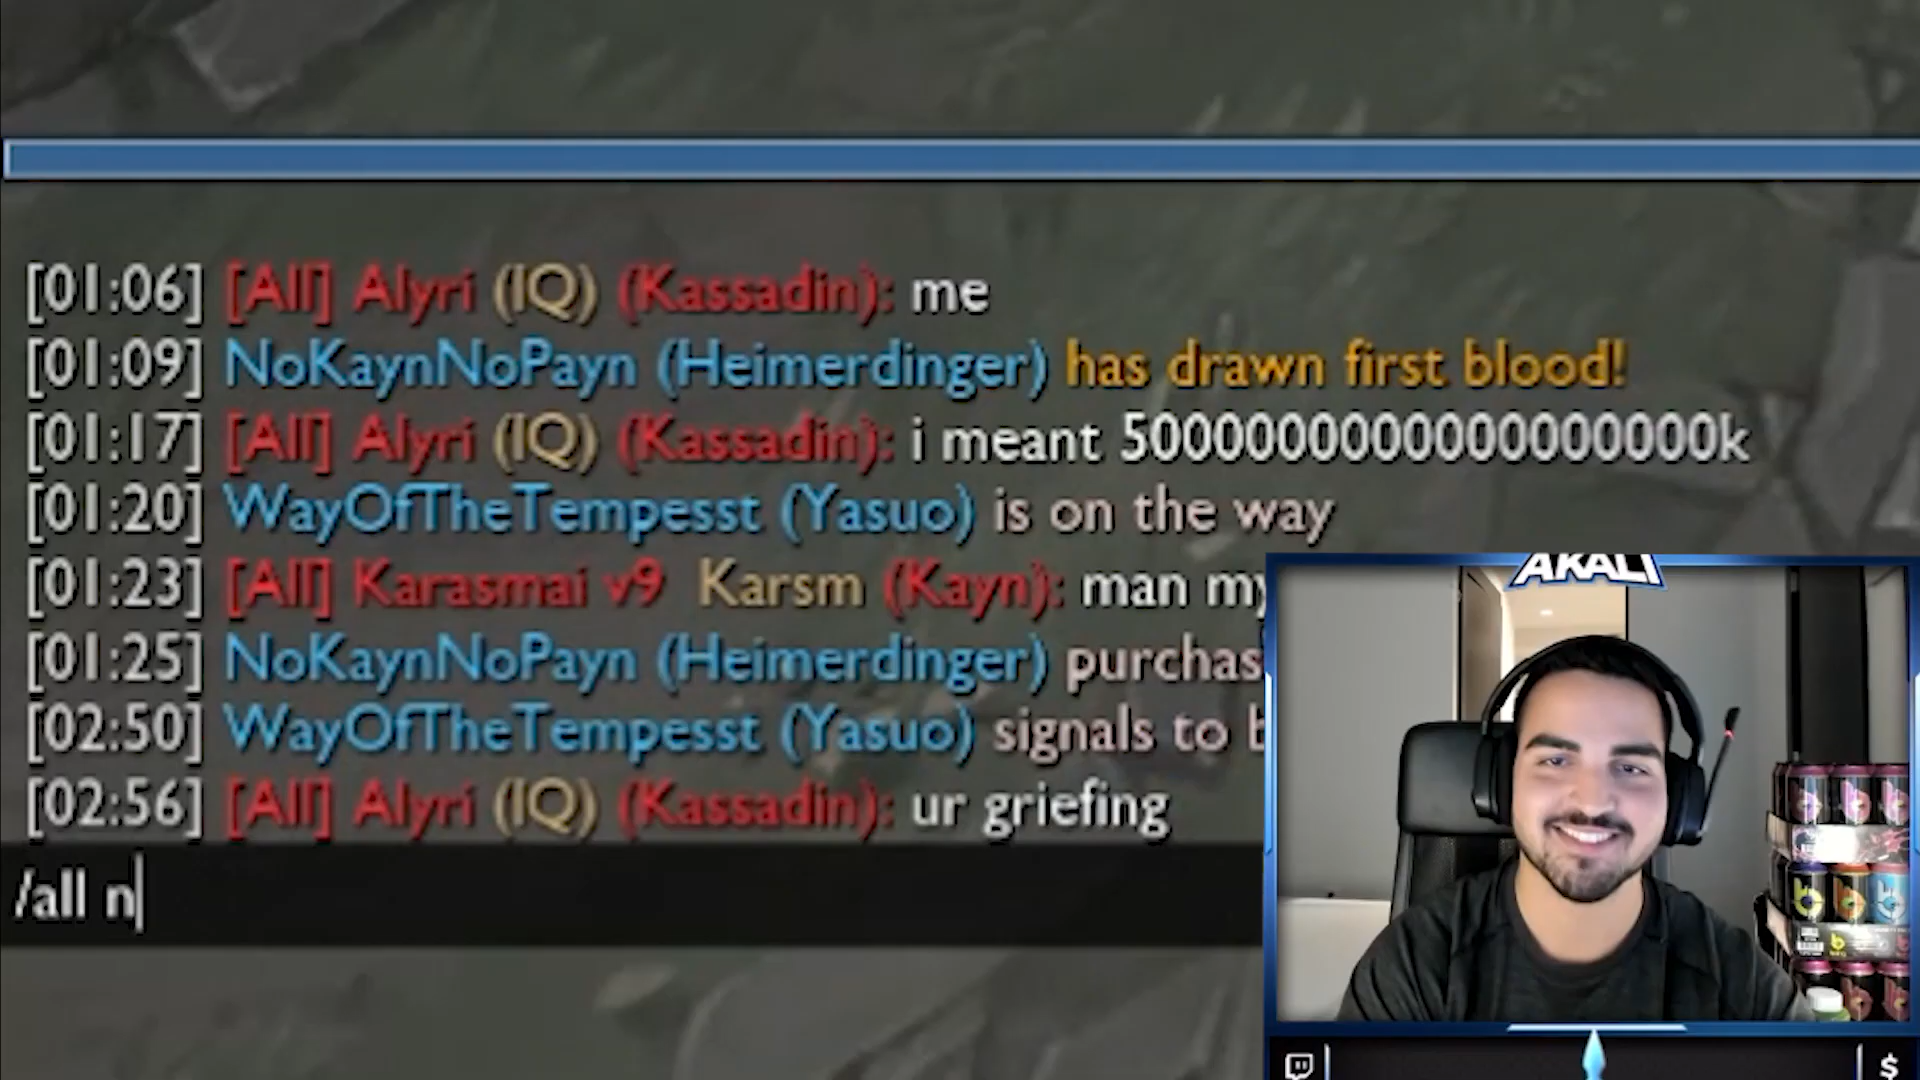 [01:06] [All] Alyri (IQ) (Kassadin): me
[01:09] NoKaynNoPayn (Heimerdinger) has drawn first blood!
[01:17] [All] Alyri (IQ) (Kassadin): i meant 50000000000000000000k
[01:20] WayOfTheTempesst (Yasuo) is on the way
[01:23] [All] Karasmai v9 Karsm (Kayn): man my
[01:25] NoKaynNoPayn (Heimerdinger) purchas
[02:50] WayOfTheTempesst (Yasuo) signals to b
[02:56] [All] Alyri (IQ) (Kassadin): ur griefing
/all n
AKALI
$